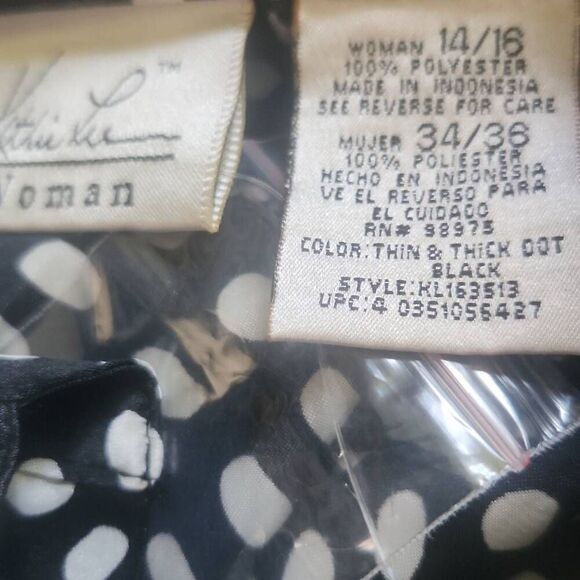 Kathie Lee™
Woman
WOMAN 14/16
100% POLYESTER
MADE IN INDONESIA
SEE REVERSE FOR CARE
MUJER 34/36
100% POLIESTER
HECHO EN INDONESIA
VE EL REVERSO PARA
EL CUIDADO
RN# 98975
COLOR:THIN & THICK DOT
BLACK
STYLE:KL163513
UPC:4 0351056427